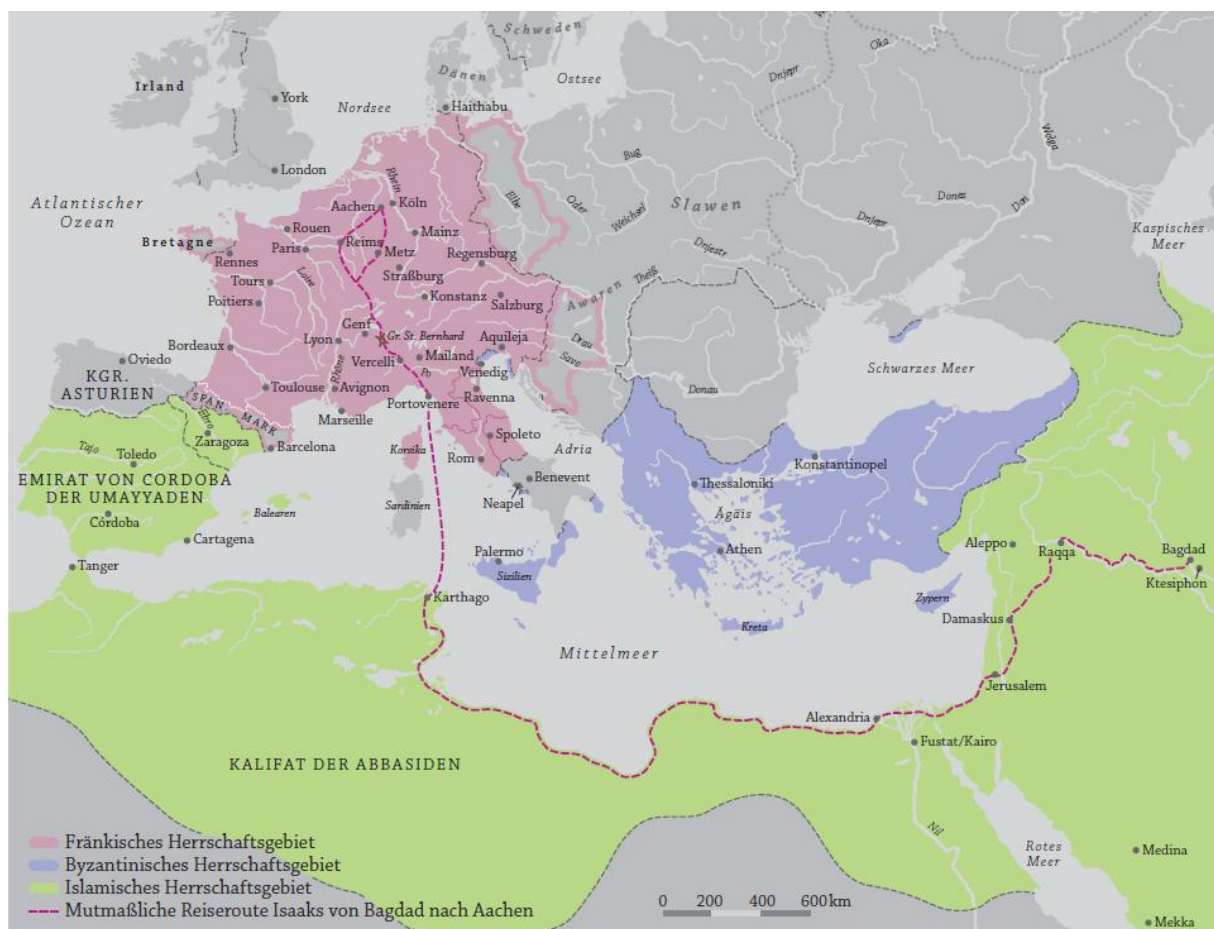 Schweden
Oka
Dänen
Ostsee
Dnjepr
Irland
York
Nordsee
Haithabu
Wolga
London
Bug
Rhein
Elbe
Oder
Weichsel
Slawen
Donez
Don
Dnjepr
Atlantischer
Ozean
Aachen
Köln
Rouen
Mainz
Dnjestr
Kaspisches
Meer
Bretagne
Paris
Reims
Metz
Regensburg
Rennes
Straßburg
Tours
Loire
Awaren
Theiß
Poitiers
Konstanz
Salzburg
Genf
Gr. St. Bernhard
Aquileja
Drau
Lyon
Bordeaux
Vercelli
Mailand
Save
Schwarzes Meer
Oviedo
Rhône
Po
Venedig
KGR.
ASTURIEN
Toulouse
Avignon
Ravenna
Donau
SPAN. MARK
Marseille
Portovenere
Ebro
Zaragoza
Barcelona
Spoleto
Tajo
Toledo
Korsika
Rom
Adria
Konstantinopel
EMIRAT VON CORDOBA
DER UMAYYADEN
Benevent
Thessaloniki
Sardinien
Neapel
Balearen
Córdoba
Ägäis
Cartagena
Palermo
Athen
Aleppo
Raqqa
Bagdad
Tanger
Sizilien
Ktesiphon
Karthago
Zypern
Kreta
Damaskus
Mittelmeer
Jerusalem
Alexandria
Fustat/Kairo
KALIFAT DER ABBASIDEN
Nil
Rotes
Meer
Medina
Mekka
Fränkisches Herrschaftsgebiet
Byzantinisches Herrschaftsgebiet
Islamisches Herrschaftsgebiet
Mutmaßliche Reiseroute Isaaks von Bagdad nach Aachen
0 200 400 600 km